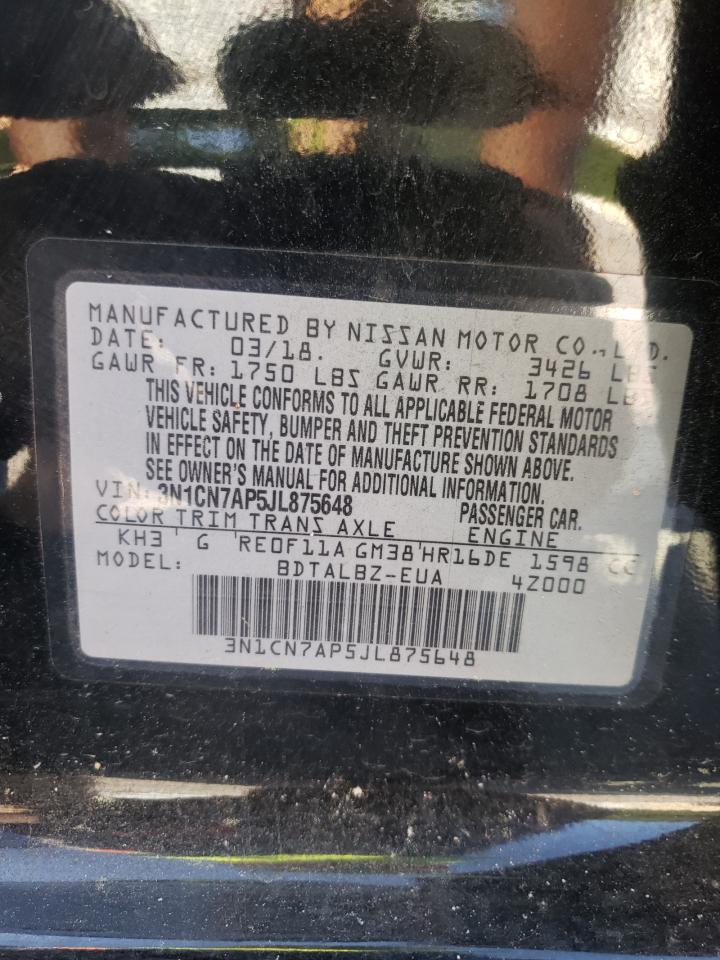 MANUFACTURED BY NISSAN MOTOR CO., LTD.
DATE: 03/18. GVWR: 3426 LBS
GAWR FR: 1750 LBS GAWR RR: 1708 LBS
THIS VEHICLE CONFORMS TO ALL APPLICABLE FEDERAL MOTOR
VEHICLE SAFETY, BUMPER AND THEFT PREVENTION STANDARDS
IN EFFECT ON THE DATE OF MANUFACTURE SHOWN ABOVE.
SEE OWNER'S MANUAL FOR ADDITIONAL INFORMATION.
VIN: 3N1CN7AP5JL875648 PASSENGER CAR.
COLOR TRIM TRANS AXLE ENGINE
KH3 G RE0F11A GM38 HR16DE 1598 CC
MODEL: BDTALBZ-EUA 4Z000
3N1CN7AP5JL875648